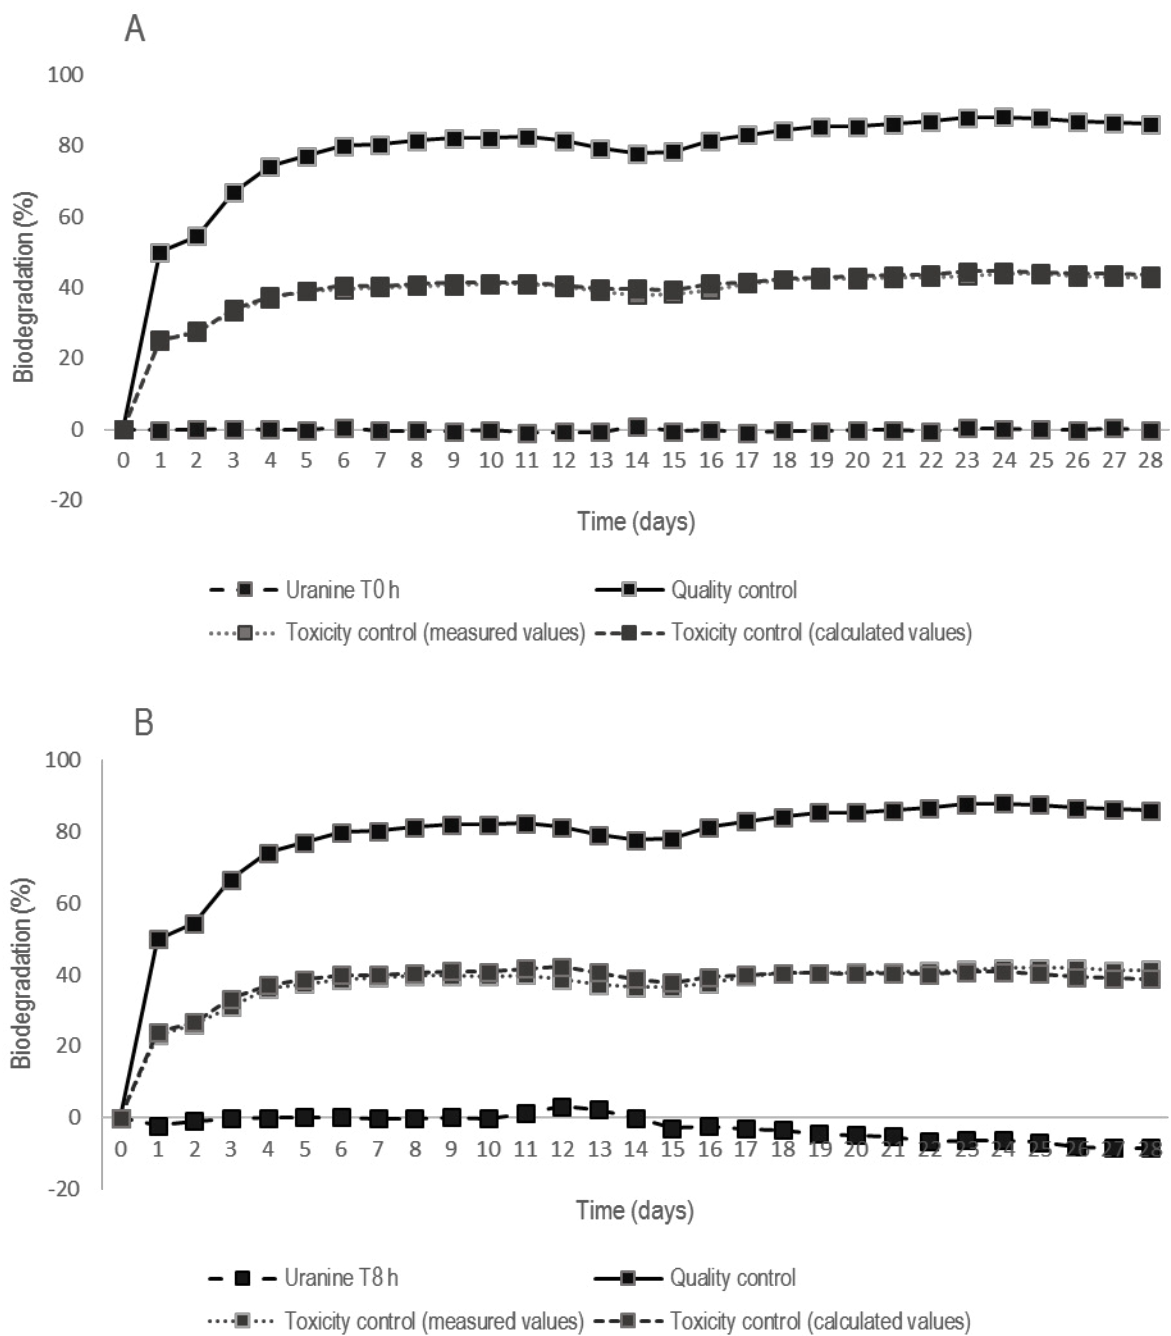 A
100
80
60
40
20
0
-20
Biodegradation (%)
0 1 2 3 4 5 6 7 8 9 10 11 12 13 14 15 16 17 18 19 20 21 22 23 24 25 26 27 28
Time (days)
Uranine T0 h Quality control
Toxicity control (measured values) Toxicity control (calculated values)
B
100
80
60
40
20
0
-20
Biodegradation (%)
0 1 2 3 4 5 6 7 8 9 10 11 12 13 14 15 16 17 18 19 20 21 22 23 24 25 26 27 28
Time (days)
Uranine T8 h Quality control
Toxicity control (measured values) Toxicity control (calculated values)